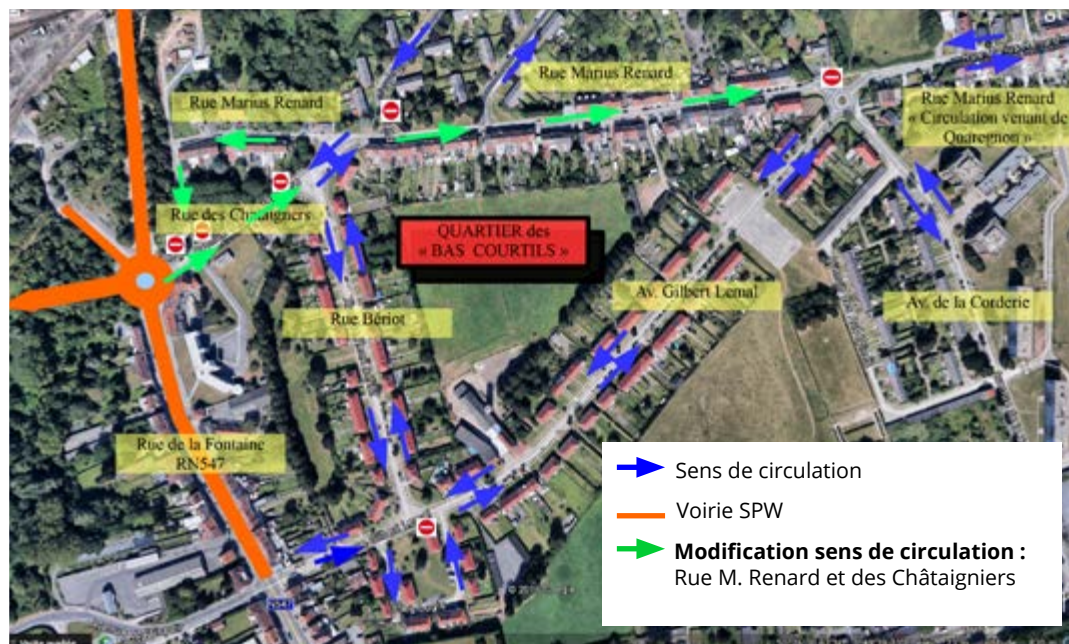 Rue Marius Renard
Rue Marius Renard
Rue Marius Renard
« Circulation venant de
Quaregnon »
Rue des Chataigniers
QUARTIER des
« BAS COURTILS »
Rue Bériot
Av. Gilbert Lemal
Av. de la Corderie
Rue de la Fontaine
RN547
N547
Sens de circulation
Voirie SPW
Modification sens de circulation :
Rue M. Renard et des Châtaigniers